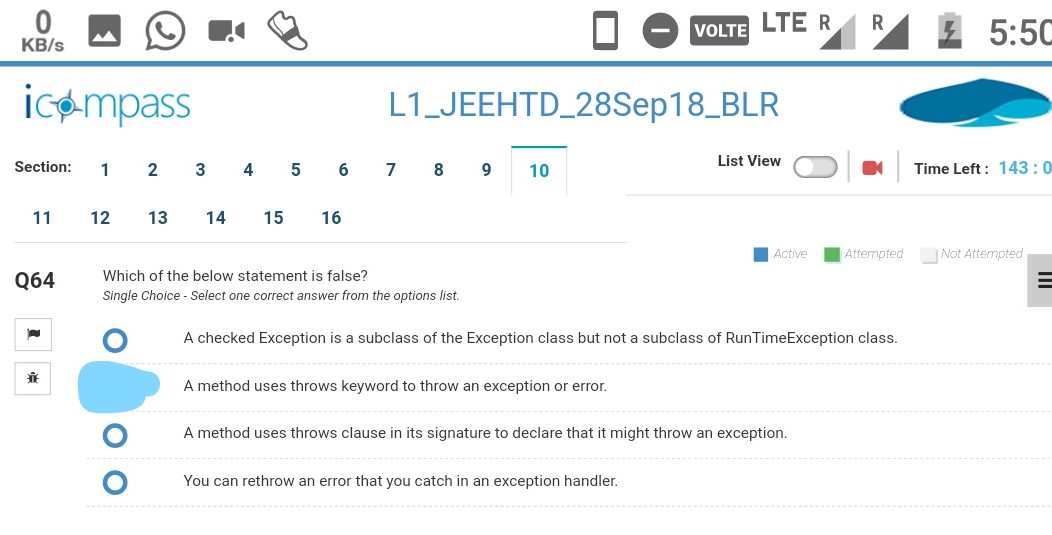 0
KB/s
VOLTE
LTE
R
R
5:50
icompass
L1_JEEHTD_28Sep18_BLR
Section:
1 2 3 4 5 6 7 8 9 10
List View
Time Left : 143 : 0
11 12 13 14 15 16
Active Attempted Not Attempted
Q64
Which of the below statement is false?
Single Choice - Select one correct answer from the options list.
A checked Exception is a subclass of the Exception class but not a subclass of RunTimeException class.
A method uses throws keyword to throw an exception or error.
A method uses throws clause in its signature to declare that it might throw an exception.
You can rethrow an error that you catch in an exception handler.